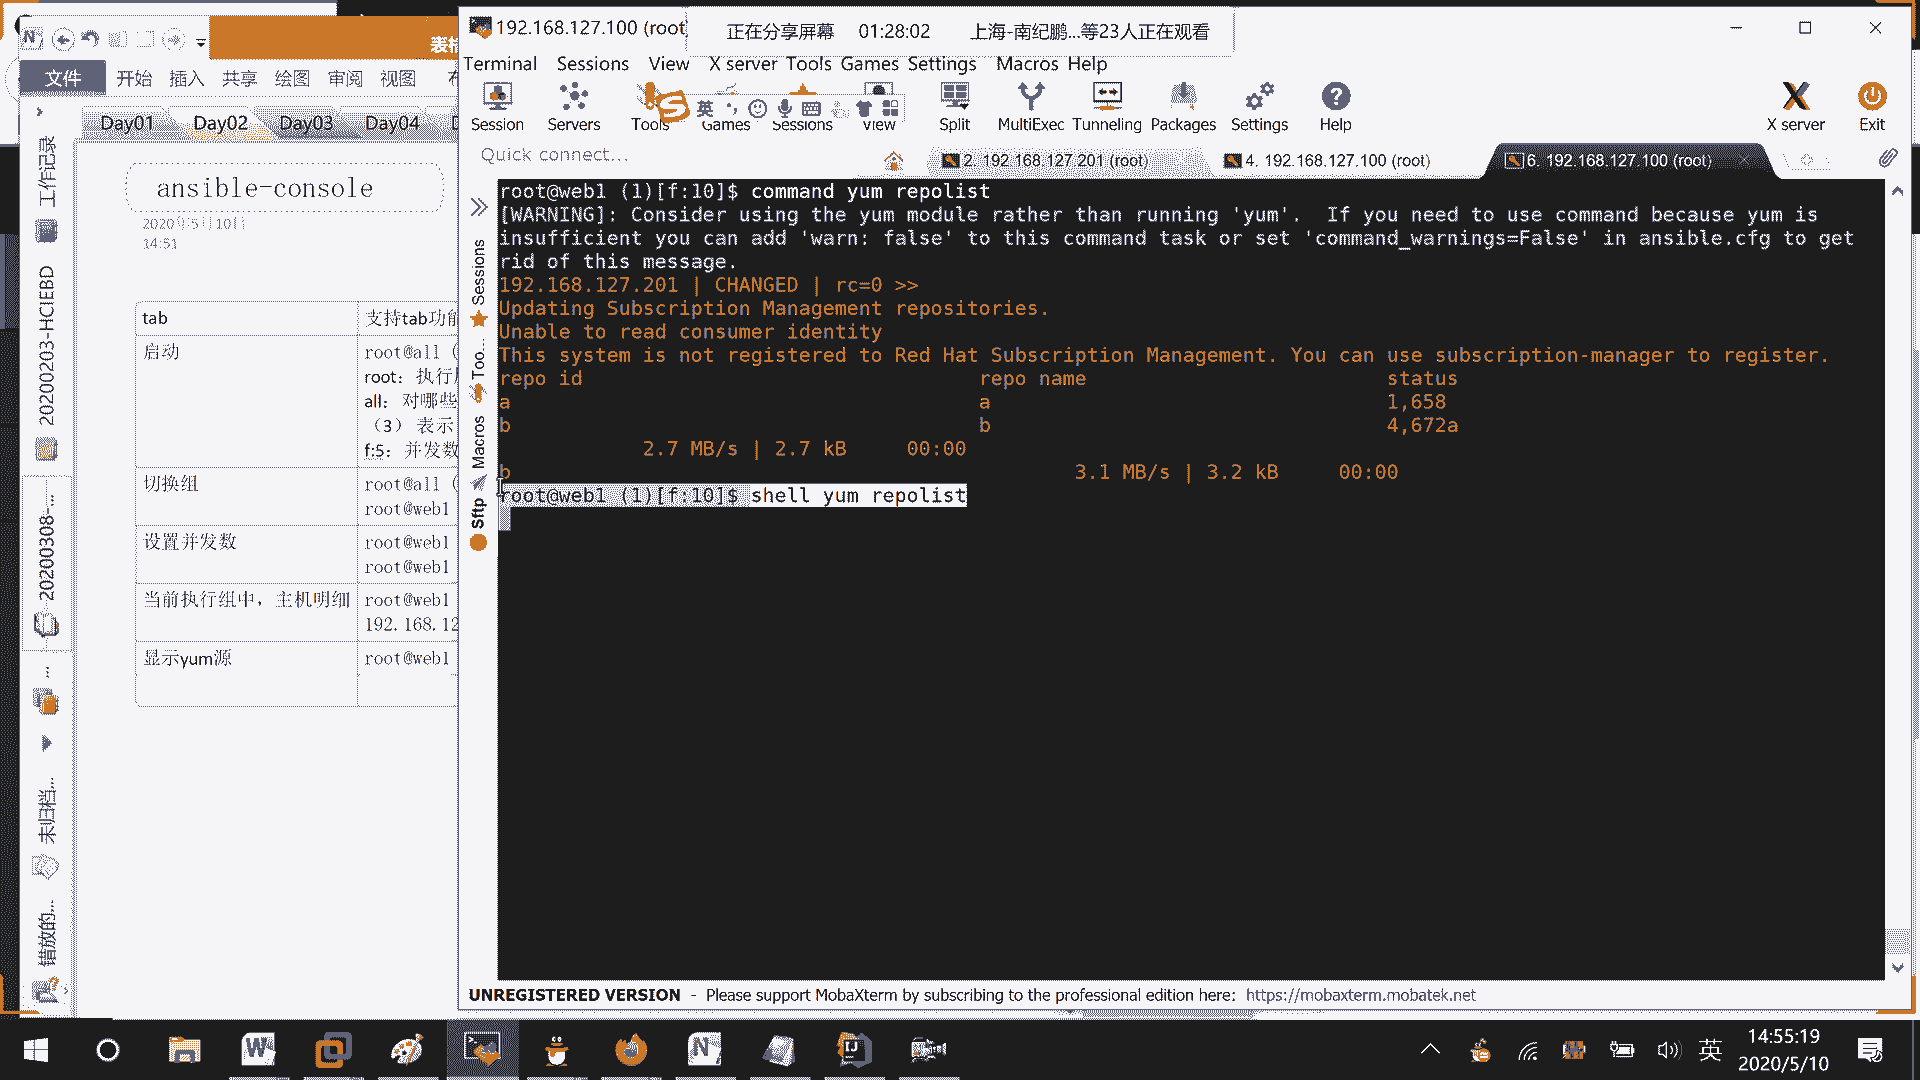 192.168.127.100 (root
正在分享屏幕 01:28:02 上海-南纪鹏...等23人正在观看
Terminal Sessions View X server Tools Games Settings Macros Help
Session Servers Tools Games Sessions View Split MultiExec Tunneling Packages Settings Help X server Exit
英
Quick connect...
2. 192.168.127.201 (root)
4. 192.168.127.100 (root)
6. 192.168.127.100 (root)
文件 开始 插入 共享 绘图 审阅 视图
Day01 Day02 Day03 Day04
工作记录
20200203-HCIEBD
20200308-...
未归档...
错放的...
ansible-console
2020年5月10日
14:51
tab
支持tab功能
启动
root@all (
root：执行
all：对哪些
（3） 表示
f:5：并发数
切换组
root@all (
root@web1
设置并发数
root@web1
root@web1
当前执行组中，主机明细
root@web1
192.168.12
显示yum源
root@web1
Sessions
Too...
Macros
Sftp
root@web1 (1)[f:10]$ command yum repolist
[WARNING]: Consider using the yum module rather than running 'yum'.  If you need to use command because yum is
insufficient you can add 'warn: false' to this command task or set 'command_warnings=False' in ansible.cfg to get
rid of this message.
192.168.127.201 | CHANGED | rc=0 >>
Updating Subscription Management repositories.
Unable to read consumer identity
This system is not registered to Red Hat Subscription Management. You can use subscription-manager to register.
repo id repo name status
a a 1,658
b b 4,672a
2.7 MB/s | 2.7 kB 00:00
b 3.1 MB/s | 3.2 kB 00:00
root@web1 (1)[f:10]$ shell yum repolist
UNREGISTERED VERSION - Please support MobaXterm by subscribing to the professional edition here: https://mobaxterm.mobatek.net
英
14:55:19
2020/5/10